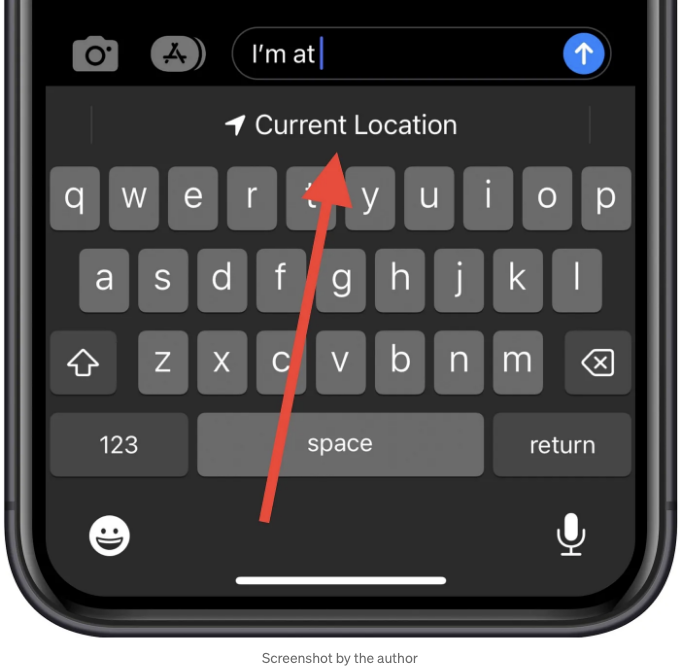 I'm at
Current Location
q w e r t y u i o p
a s d f g h j k l
z x c v b n m
123 space return
Screenshot by the author